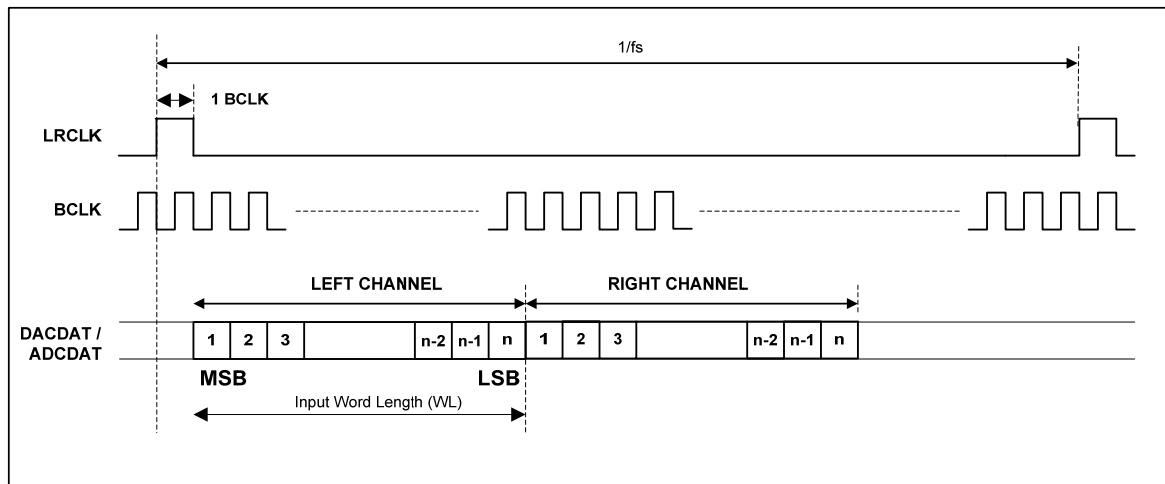 1/fs
1 BCLK
LRCLK
BCLK
LEFT CHANNEL RIGHT CHANNEL
DACDAT /
ADCDAT
1 2 3 n-2 n-1 n 1 2 3 n-2 n-1 n
MSB LSB
Input Word Length (WL)